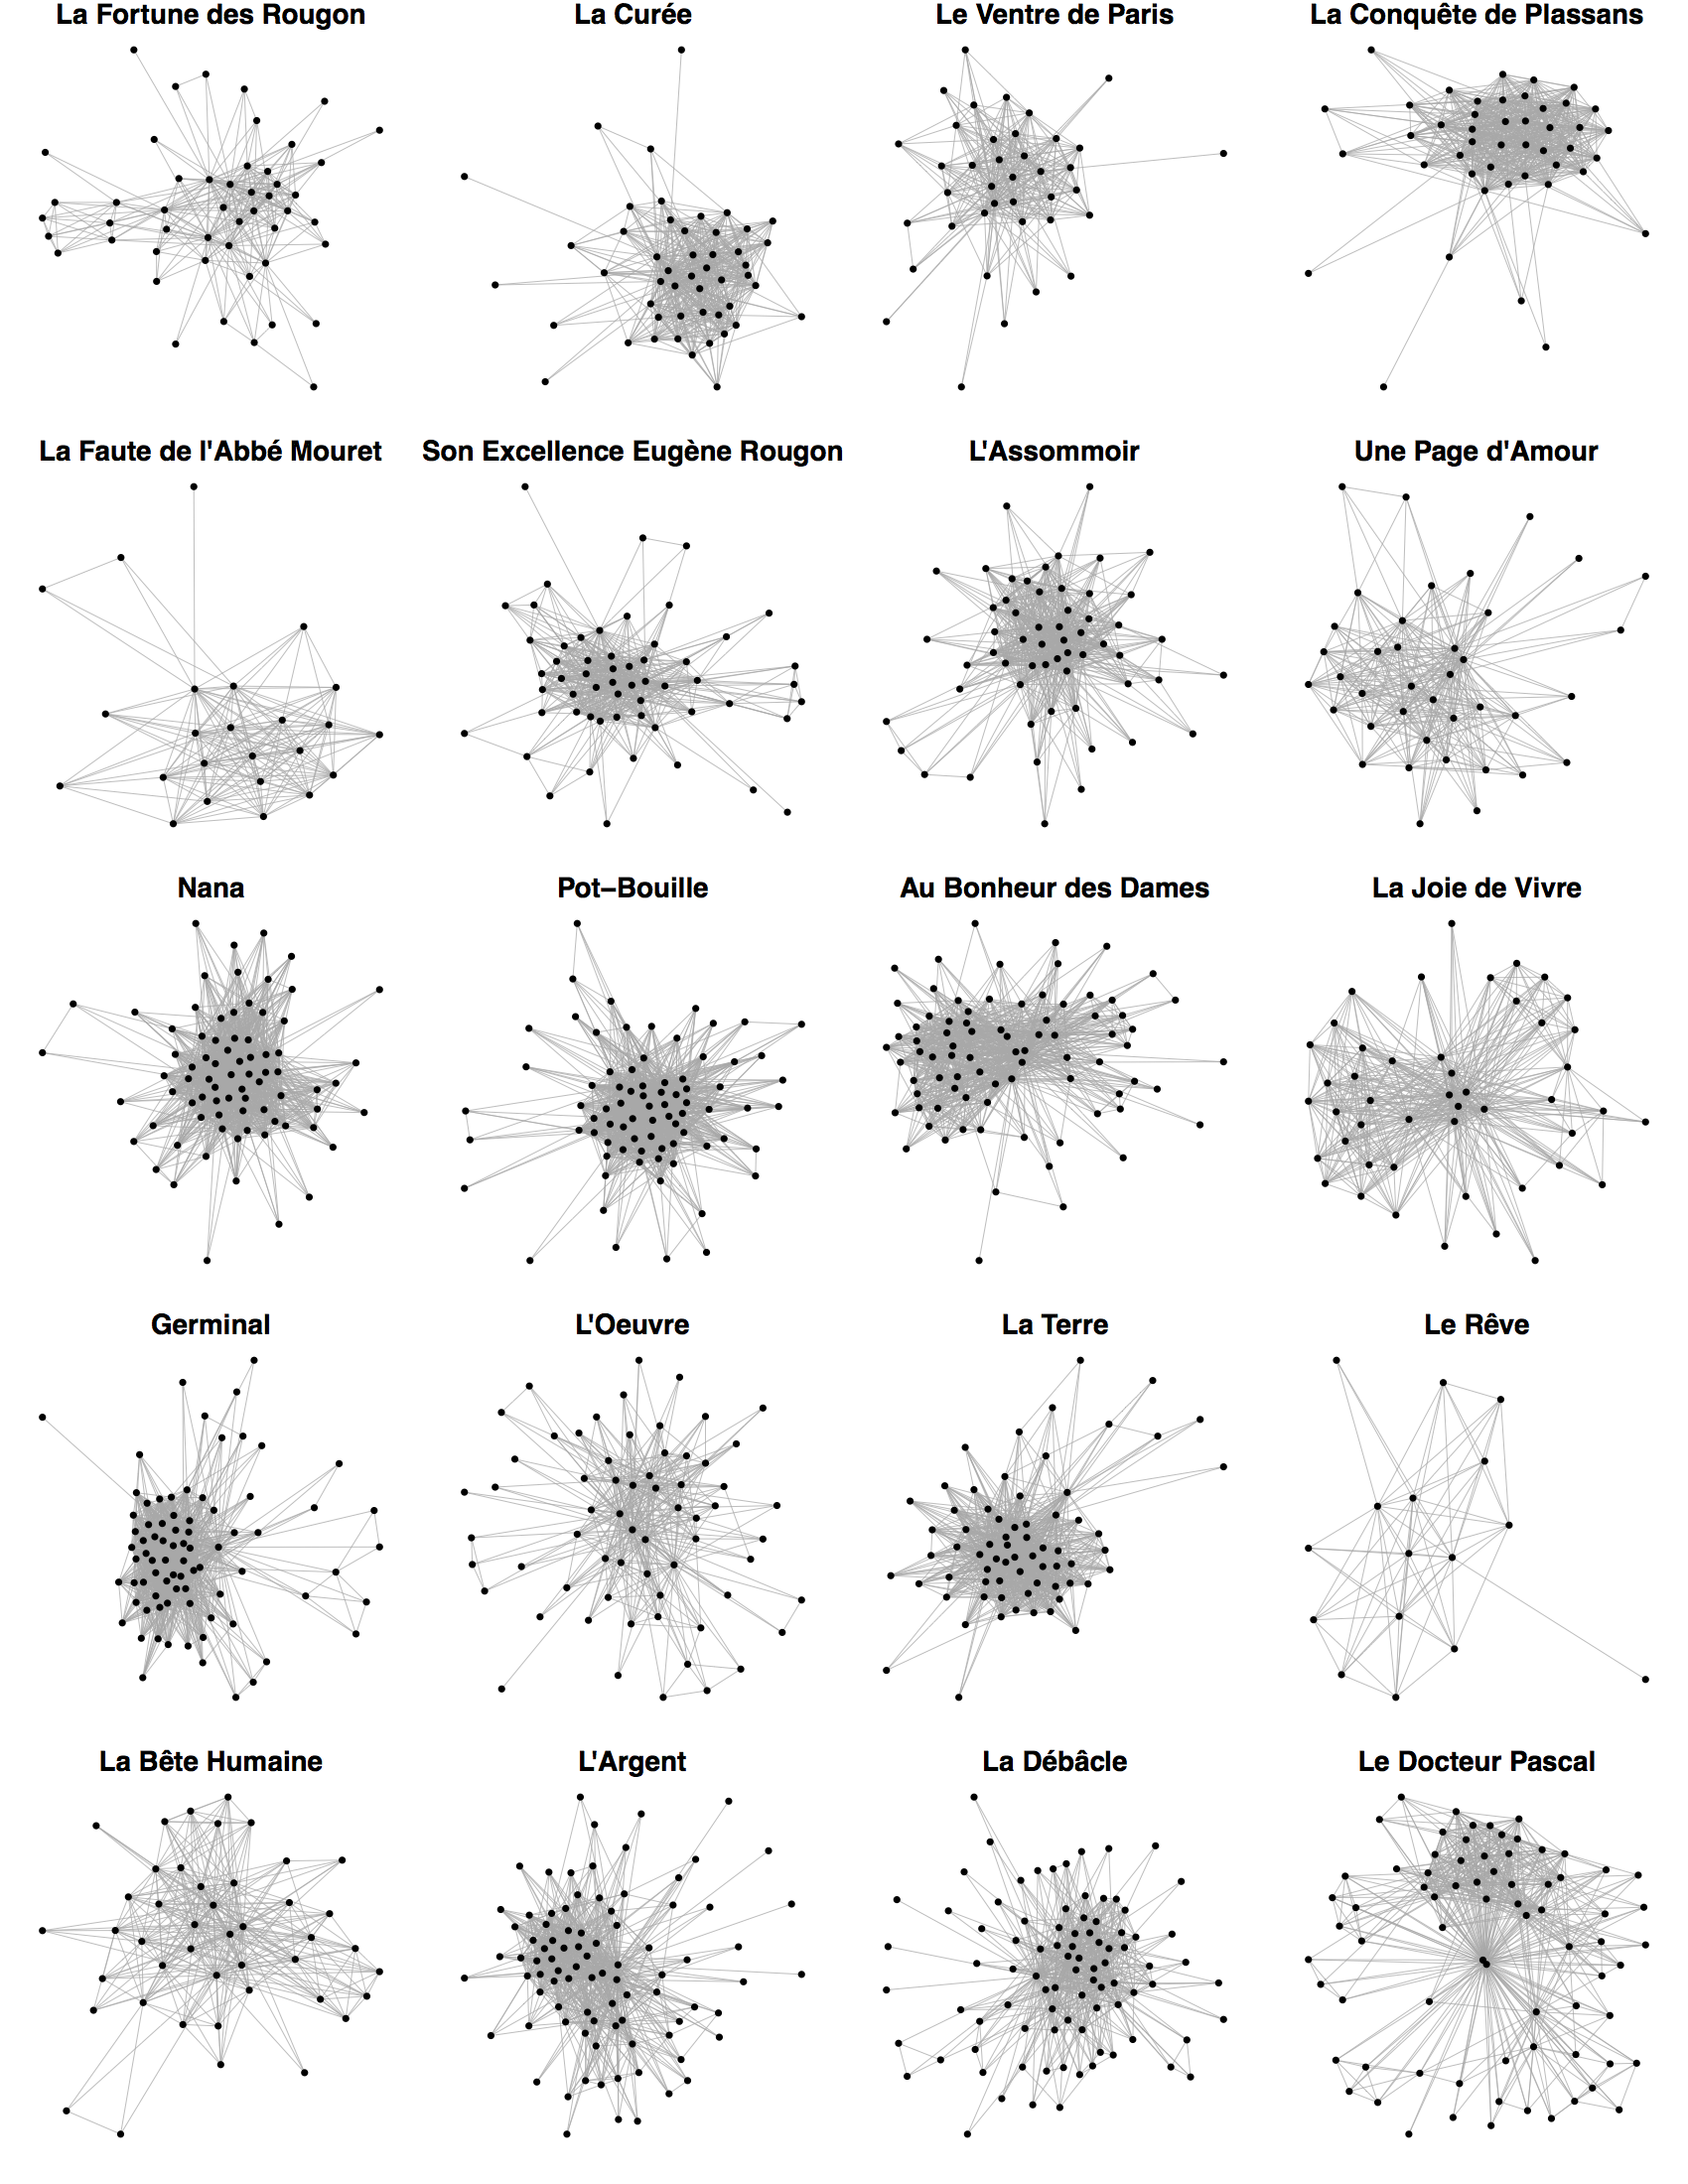 La Fortune des Rougon
La Curée
Le Ventre de Paris
La Conquête de Plassans
La Faute de l'Abbé Mouret
Son Excellence Eugène Rougon
L'Assommoir
Une Page d'Amour
Nana
Pot−Bouille
Au Bonheur des Dames
La Joie de Vivre
Germinal
L'Oeuvre
La Terre
Le Rêve
La Bête Humaine
L'Argent
La Débâcle
Le Docteur Pascal